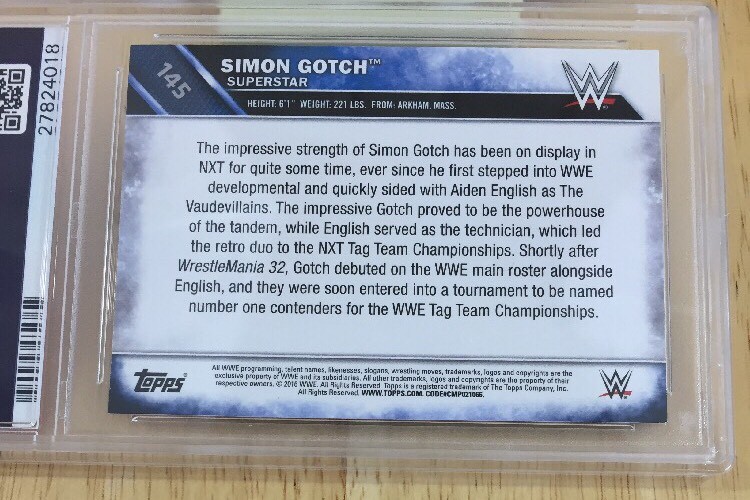 27824018
145
SIMON GOTCH™
SUPERSTAR
W
HEIGHT: 6'1" WEIGHT: 221 LBS. FROM: ARKHAM, MASS.
The impressive strength of Simon Gotch has been on display in
NXT for quite some time, ever since he first stepped into WWE
developmental and quickly sided with Aiden English as The
Vaudevillains. The impressive Gotch proved to be the powerhouse
of the tandem, while English served as the technician, which led
the retro duo to the NXT Tag Team Championships. Shortly after
WrestleMania 32, Gotch debuted on the WWE main roster alongside
English, and they were soon entered into a tournament to be named
number one contenders for the WWE Tag Team Championships.
Topps
All WWE programming, talent names, likenesses, slogans, wrestling moves, trademarks, logos and copyrights are the
exclusive property of WWE and its subsidiaries. All other trademarks, logos and copyrights are the property of their
respective owners. © 2016 WWE. All Rights Reserved. Topps is a registered trademark of The Topps Company, Inc.
All Rights Reserved. WWW.TOPPS.COM. CODE#CMP021066.
W